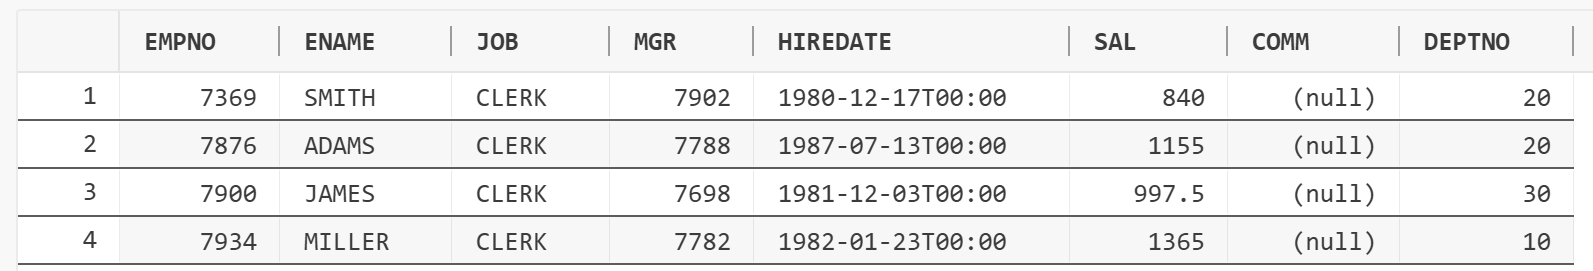 EMPNO ENAME JOB MGR HIREDATE SAL COMM DEPTNO
1 7369 SMITH CLERK 7902 1980-12-17T00:00 840 (null) 20
2 7876 ADAMS CLERK 7788 1987-07-13T00:00 1155 (null) 20
3 7900 JAMES CLERK 7698 1981-12-03T00:00 997.5 (null) 30
4 7934 MILLER CLERK 7782 1982-01-23T00:00 1365 (null) 10